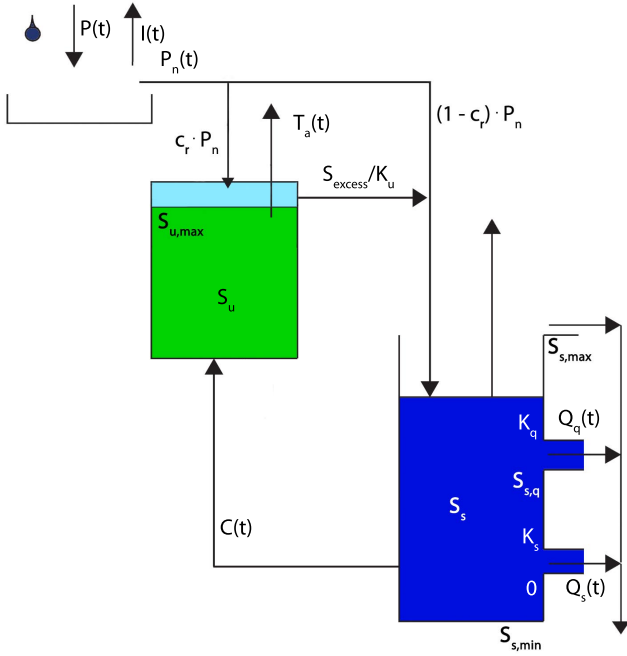 P(t)
I(t)
Pn(t)
cr · Pn
Ta(t)
(1 - cr) · Pn
Sexcess/Ku
Su,max
Su
Ss,max
Kq
Qq(t)
Ss,q
Ss
Ks
C(t)
0
Qs(t)
Ss,min